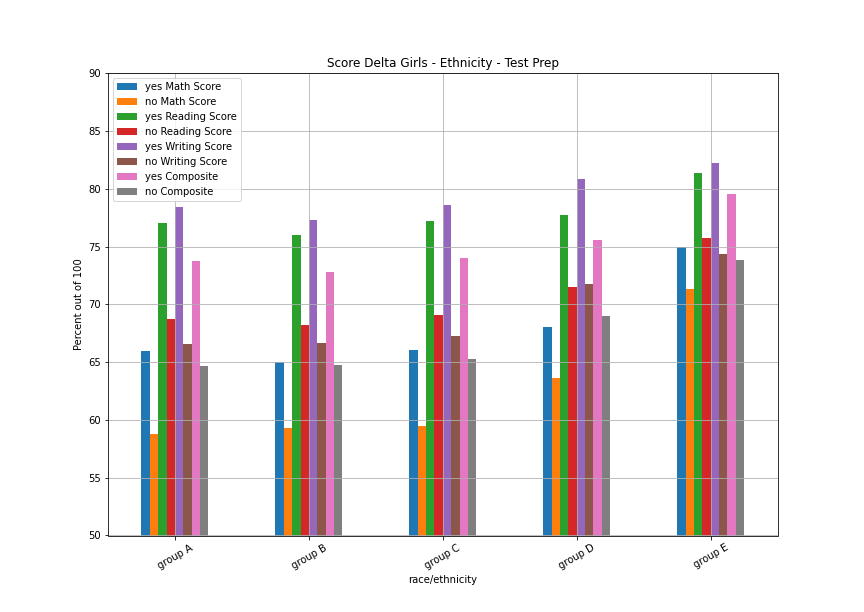 Score Delta Girls - Ethnicity - Test Prep
90
85
80
75
70
65
60
55
50
Percent out of 100
yes Math Score
no Math Score
yes Reading Score
no Reading Score
yes Writing Score
no Writing Score
yes Composite
no Composite
group A
group B
group C
group D
group E
race/ethnicity